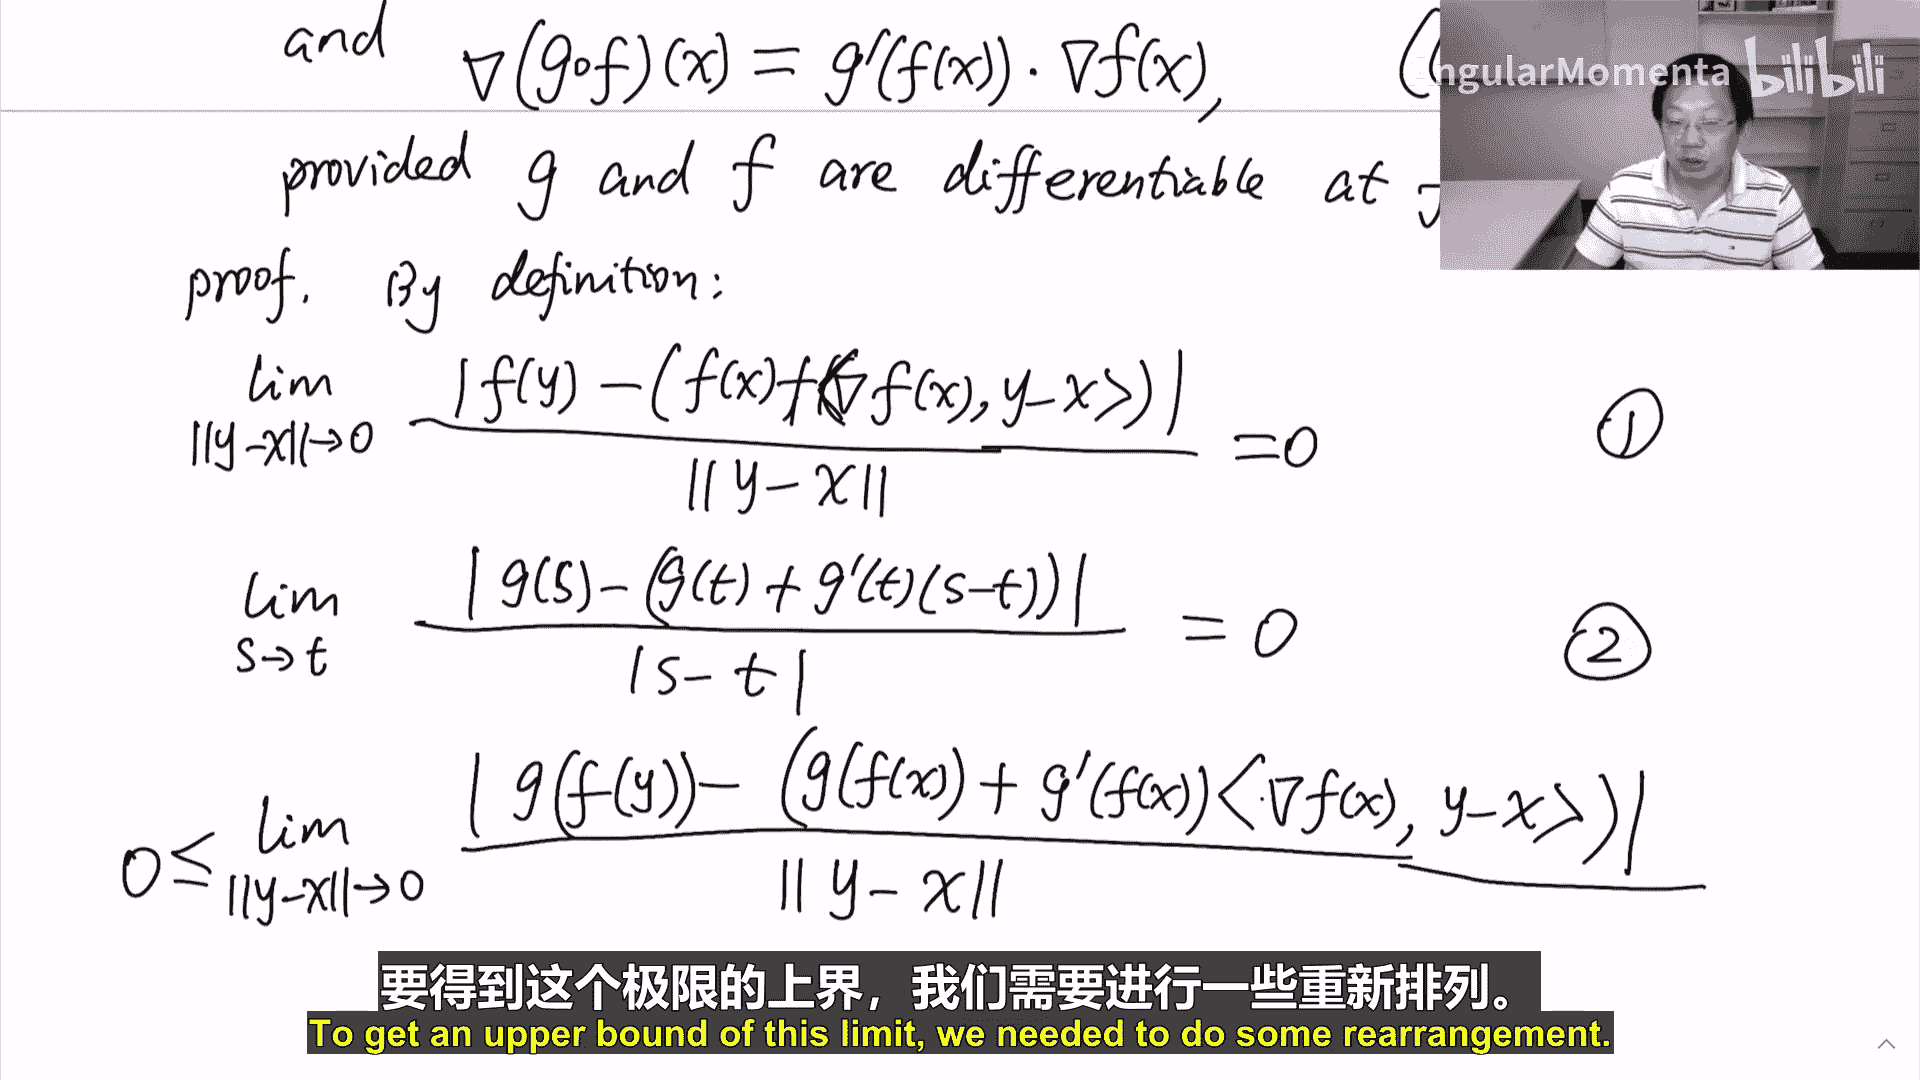 and ∇(g∘f)(x) = g'(f(x)) · ∇f(x), (
ngularMomenta bilibili
provided g and f are differentiable at
proof. By definition:
lim |f(y) − (f(x) + <∇f(x), y−x>)|
||y−x||→0 ||y−x|| = 0 ①
lim |g(s) − (g(t) + g'(t)(s−t))|
s→t |s−t| = 0 ②
0 ≤ lim |g(f(y)) − (g(f(x)) + g'(f(x))<·∇f(x), y−x>)|
||y−x||→0 ||y−x||
要得到这个极限的上界，我们需要进行一些重新排列。
To get an upper bound of this limit, we needed to do some rearrangement.